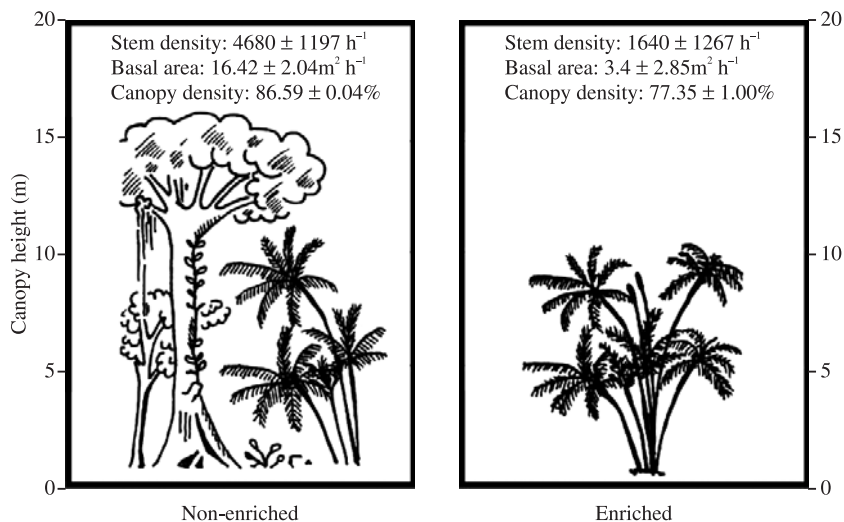 Stem density: 4680 ± 1197 h⁻¹
Basal area: 16.42 ± 2.04m² h⁻¹
Canopy density: 86.59 ± 0.04%
Stem density: 1640 ± 1267 h⁻¹
Basal area: 3.4 ± 2.85m² h⁻¹
Canopy density: 77.35 ± 1.00%
Canopy height (m)
20
15
10
5
0
20
15
10
5
0
Non-enriched
Enriched